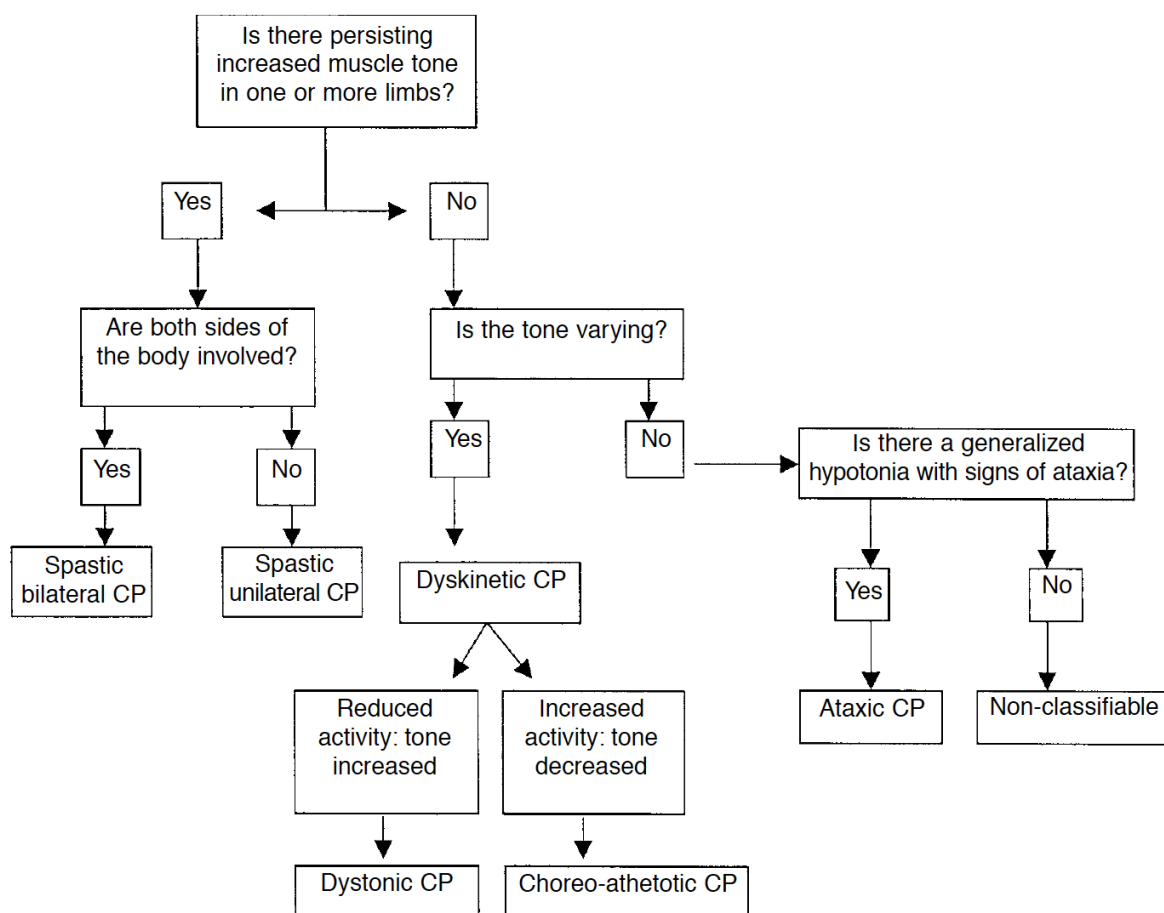 Is there persisting
increased muscle tone
in one or more limbs?
Yes
No
Are both sides of
the body involved?
Is the tone varying?
Yes
No
Yes
No
Is there a generalized
hypotonia with signs of ataxia?
Spastic
bilateral CP
Spastic
unilateral CP
Dyskinetic CP
Yes
No
Reduced
activity: tone
increased
Increased
activity: tone
decreased
Ataxic CP
Non-classifiable
Dystonic CP
Choreo-athetotic CP